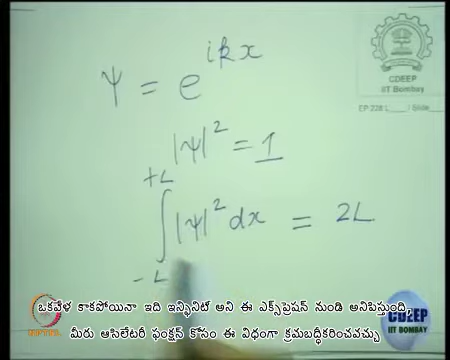 ψ = e^{ikx}
|ψ|² = 1
∫_{-L}^{+L} |ψ|² dx = 2L
CDEEP
IIT Bombay
EP 228 L___/ Slide___
ఒకవేళ కాకపోయినా ఇది ఇన్ఫినిటే అని ఈ ఎక్స్‌ప్రెషన్ నుండి అనిపిస్తుంది,
మీరు ఆసిలేటరీ ఫంక్షన్ కోసం ఈ విధంగా క్రమబద్ధీకరించవచ్చు
CDEEP
IIT BOMBAY